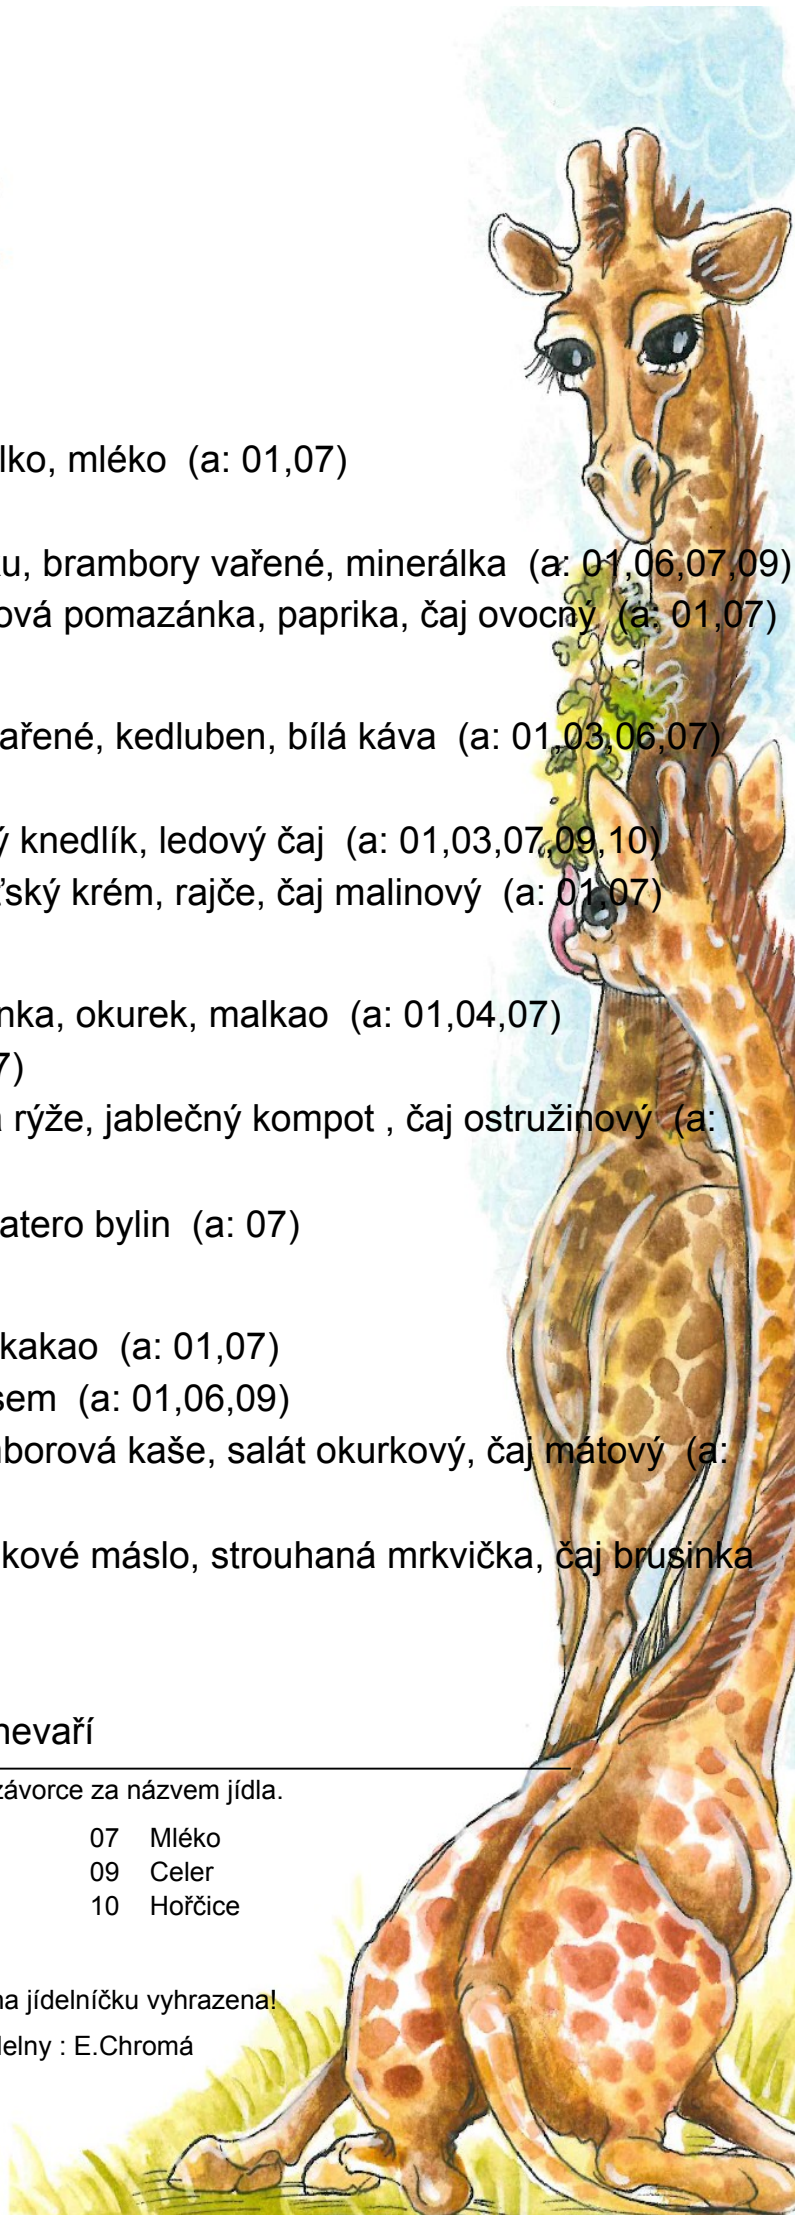 lko, mléko (a: 01,07)
u, brambory vařené, minerálka (a: 01,06,07,09)
ová pomazánka, paprika, čaj ovocný (a: 01,07)
ařené, kedluben, bílá káva (a: 01,03,06,07)
ý knedlík, ledový čaj (a: 01,03,07,09,10)
ťský krém, rajče, čaj malinový (a: 01,07)
nka, okurek, malkao (a: 01,04,07)
7)
a rýže, jablečný kompot , čaj ostružinový (a:
atero bylin (a: 07)
kakao (a: 01,07)
sem (a: 01,06,09)
nborová kaše, salát okurkový, čaj mátový (a:
kové máslo, strouhaná mrkvička, čaj brusinka
nevaří
závorce za názvem jídla.
07 Mléko
09 Celer
10 Hořčice
na jídelníčku vyhrazena!
delny : E.Chromá